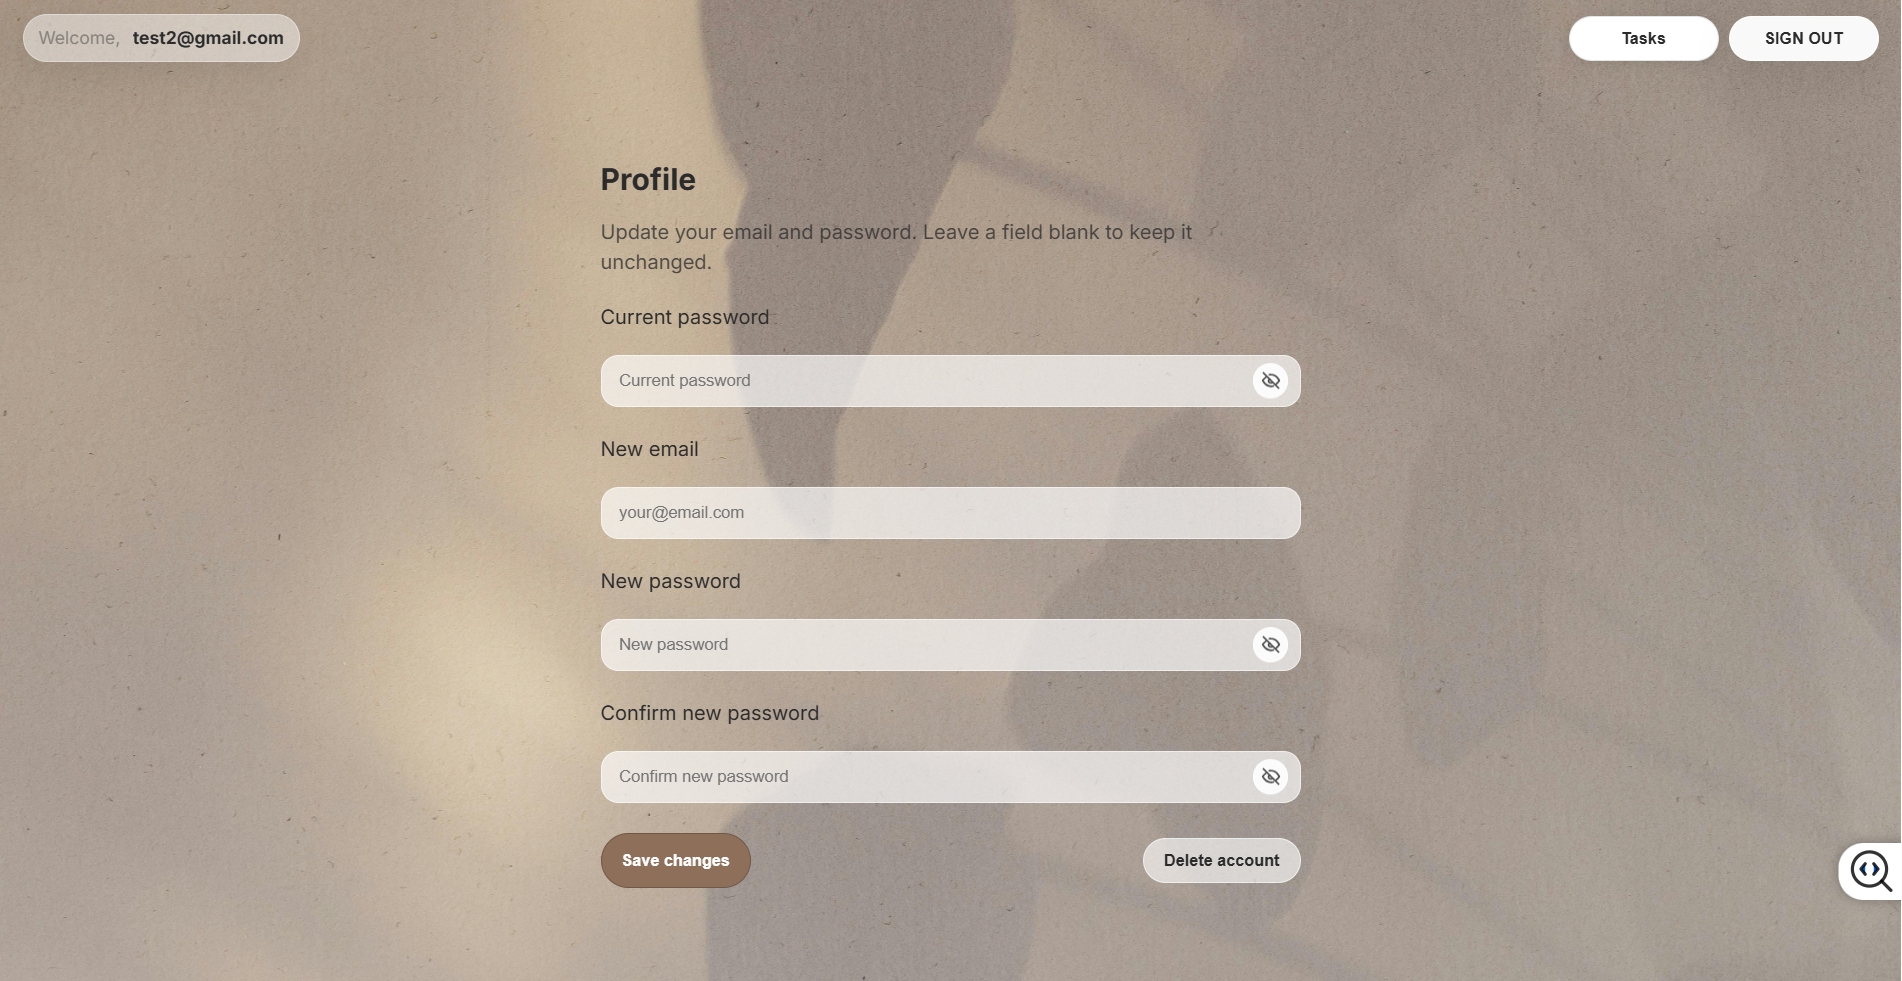 Welcome, test2@gmail.com
Tasks
SIGN OUT
Profile
Update your email and password. Leave a field blank to keep it
unchanged.
Current password
Current password
New email
your@email.com
New password
New password
Confirm new password
Confirm new password
Save changes
Delete account